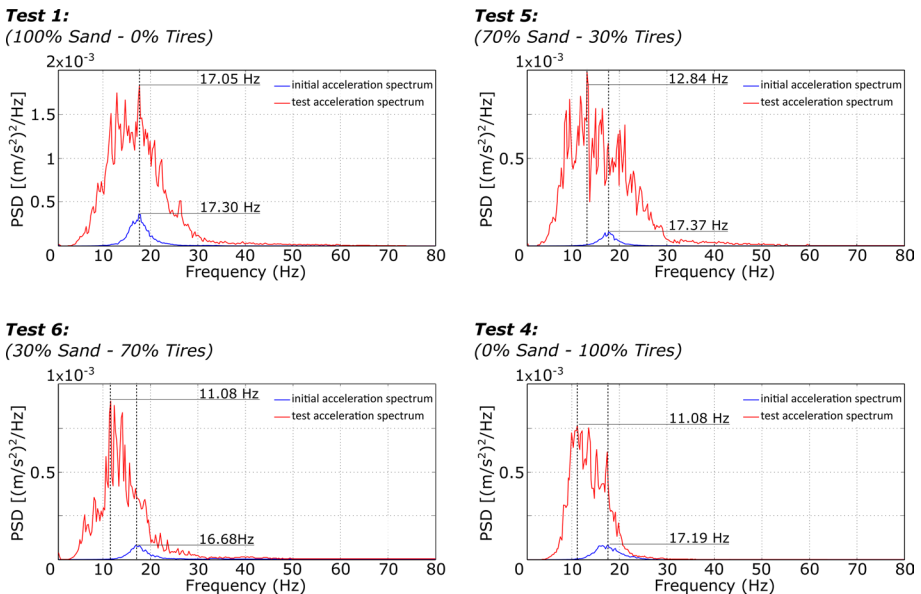 Test 1:
(100% Sand - 0% Tires)
2x10-3
17.05 Hz
initial acceleration spectrum
test acceleration spectrum
1.5
1
0.5
17.30 Hz
0
10 20 30 40 50 60 70 80
PSD [(m/s²)²/Hz]
Frequency (Hz)
Test 5:
(70% Sand - 30% Tires)
1x10-3
12.84 Hz
initial acceleration spectrum
test acceleration spectrum
0.5
17.37 Hz
0
10 20 30 40 50 60 70 80
PSD [(m/s²)²/Hz]
Frequency (Hz)
Test 6:
(30% Sand - 70% Tires)
1x10-3
11.08 Hz
initial acceleration spectrum
test acceleration spectrum
0.5
16.68Hz
0
10 20 30 40 50 60 70 80
PSD [(m/s²)²/Hz]
Frequency (Hz)
Test 4:
(0% Sand - 100% Tires)
1x10-3
initial acceleration spectrum
test acceleration spectrum
11.08 Hz
0.5
17.19 Hz
0
10 20 30 40 50 60 70 80
PSD [(m/s²)²/Hz]
Frequency (Hz)